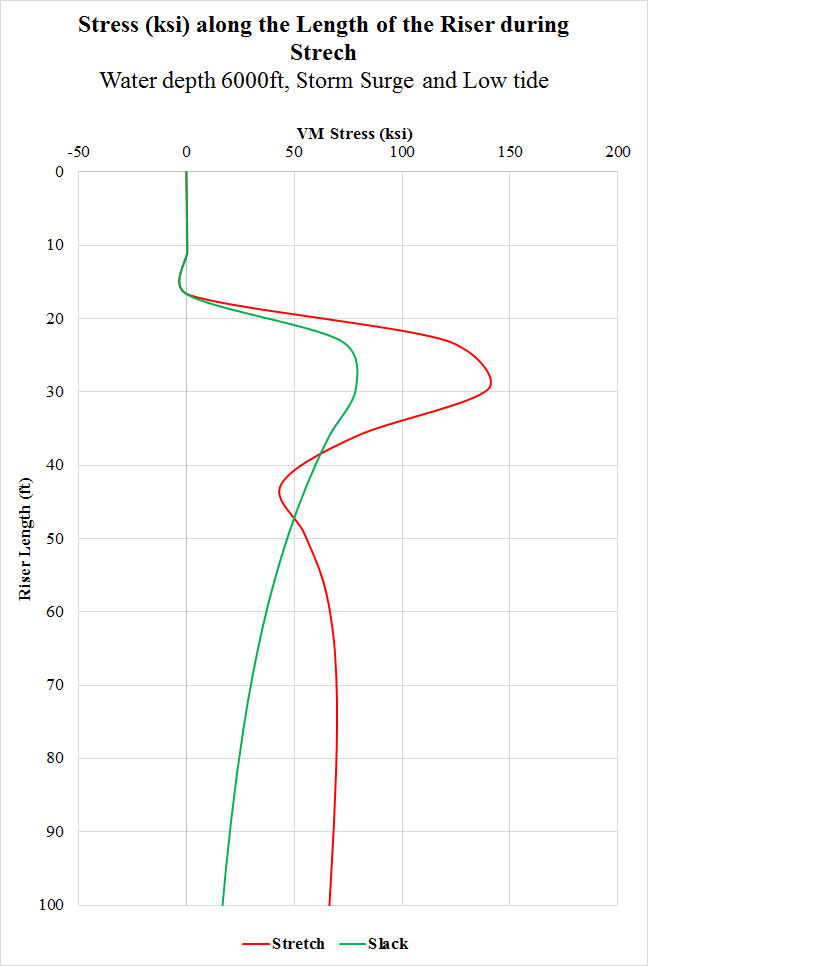 Stress (ksi) along the Length of the Riser during
Strech
Water depth 6000ft, Storm Surge and Low tide
VM Stress (ksi)
-50 0 50 100 150 200
0
10
20
30
40
50
60
70
80
90
100
Riser Length (ft)
Stretch Slack